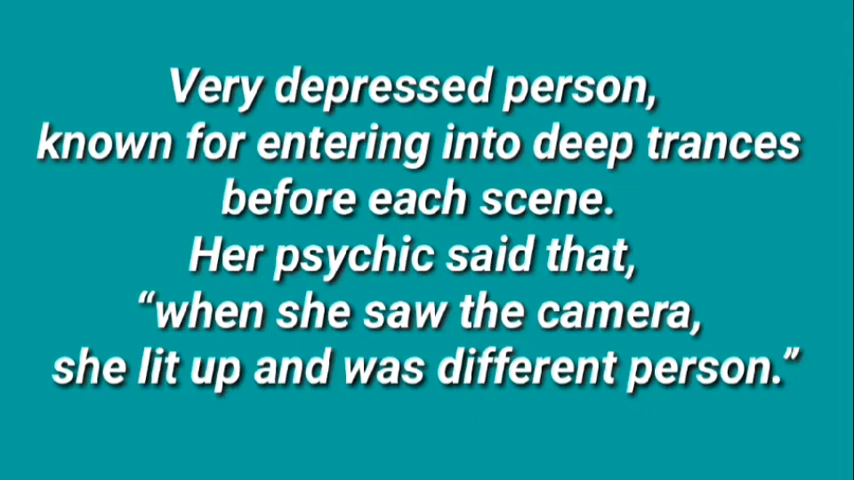 Very depressed person,
known for entering into deep trances
before each scene.
Her psychic said that,
“when she saw the camera,
she lit up and was different person.”